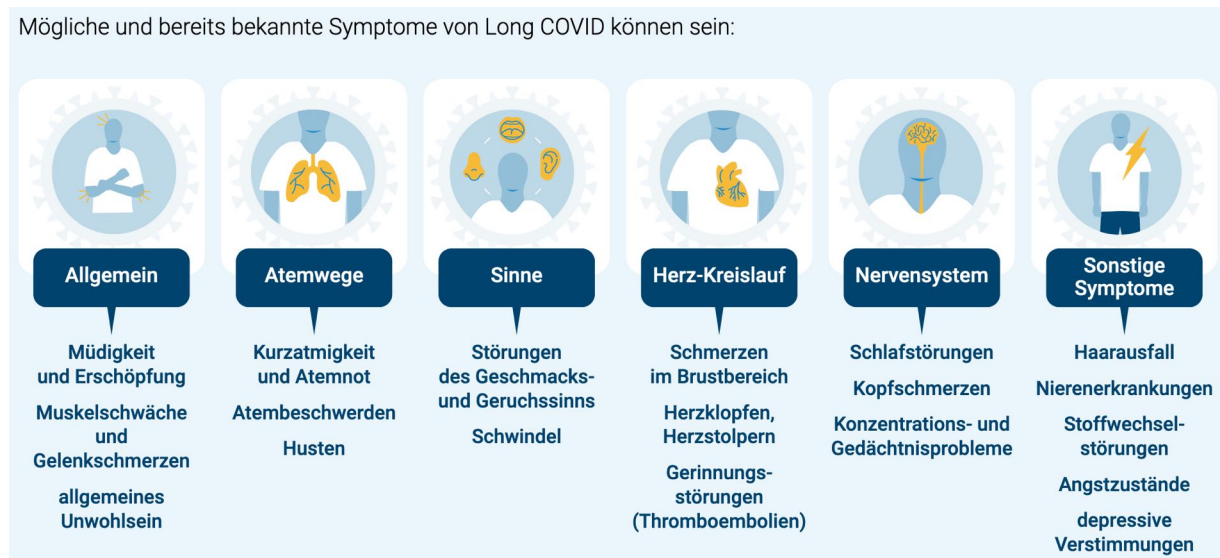 Mögliche und bereits bekannte Symptome von Long COVID können sein:
Allgemein
Müdigkeit
und Erschöpfung
Muskelschwäche
und
Gelenkschmerzen
allgemeines
Unwohlsein
Atemwege
Kurzatmigkeit
und Atemnot
Atembeschwerden
Husten
Sinne
Störungen
des Geschmacks-
und Geruchssinns
Schwindel
Herz-Kreislauf
Schmerzen
im Brustbereich
Herzklopfen,
Herzstolpern
Gerinnungs-
störungen
(Thromboembolien)
Nervensystem
Schlafstörungen
Kopfschmerzen
Konzentrations- und
Gedächtnisprobleme
Sonstige
Symptome
Haarausfall
Nierenerkrankungen
Stoffwechsel-
störungen
Angstzustände
depressive
Verstimmungen